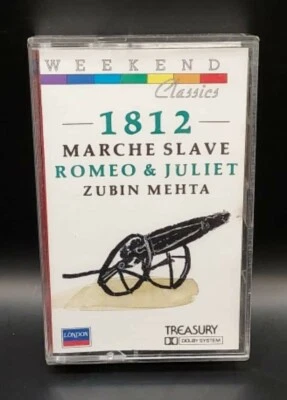 WEEKEND
Classics
1812
MARCHE SLAVE
ROMEO & JULIET
ZUBIN MEHTA
LONDON
TREASURY
DOLBY SYSTEM